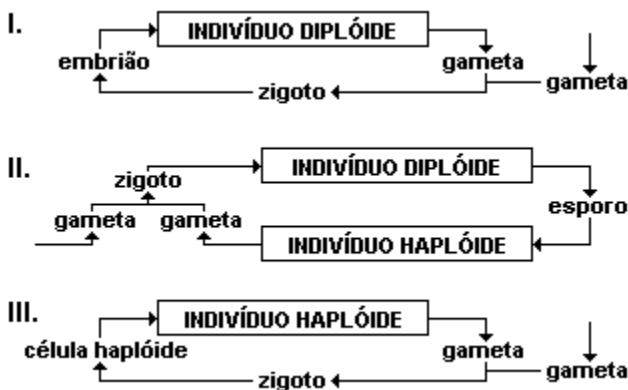 I.
INDIVÍDUO DIPLÓIDE
embrião
gameta
gameta
zigoto
II.
INDIVÍDUO DIPLÓIDE
zigoto
esporo
gameta gameta
INDIVÍDUO HAPLÓIDE
III.
INDIVÍDUO HAPLÓIDE
célula haplóide
gameta
gameta
zigoto